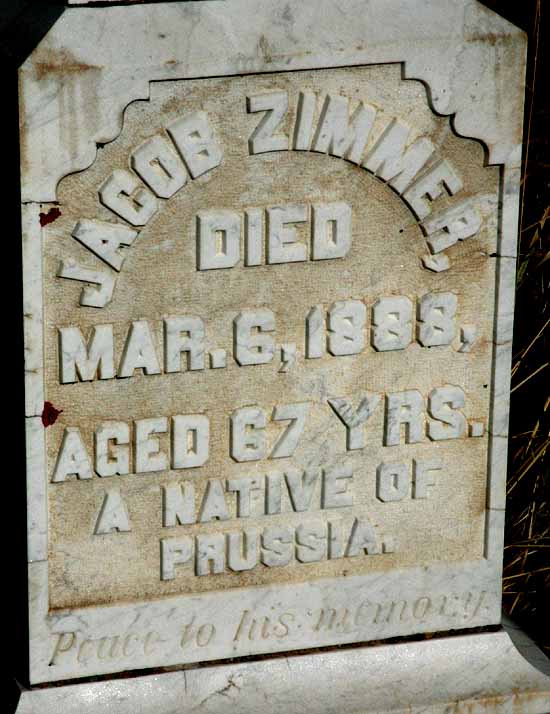 JACOB ZIMMER,
DIED
MAR. 6, 1888,
AGED 67 YRS.
A NATIVE OF
PRUSSIA.
Peace to his memory.